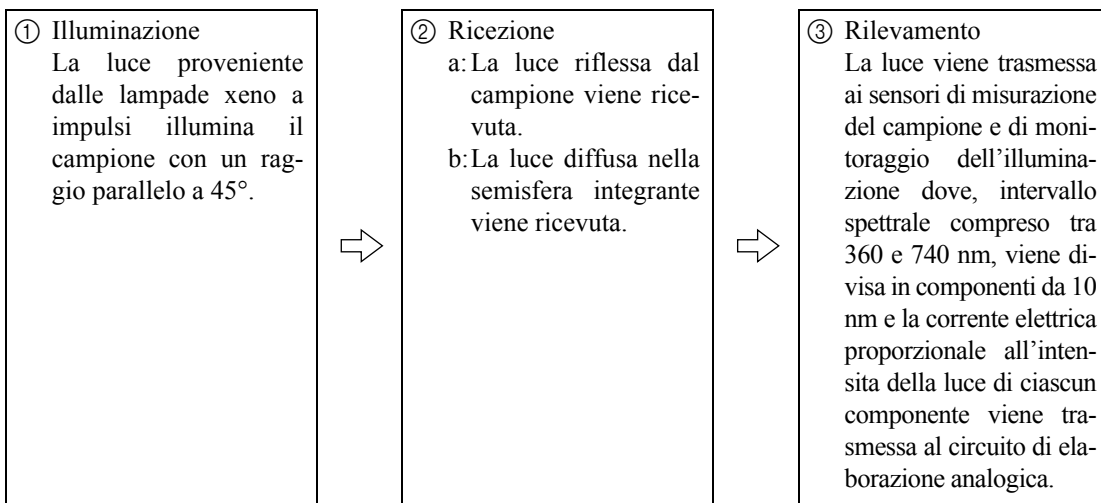 ① Illuminazione
La luce proveniente
dalle lampade xeno a
impulsi illumina il
campione con un rag-
gio parallelo a 45°.
② Ricezione
a: La luce riflessa dal
campione viene rice-
vuta.
b: La luce diffusa nella
semisfera integrante
viene ricevuta.
③ Rilevamento
La luce viene trasmessa
ai sensori di misurazione
del campione e di moni-
toraggio dell'illumina-
zione dove, intervallo
spettrale compreso tra
360 e 740 nm, viene di-
visa in componenti da 10
nm e la corrente elettrica
proporzionale all'inten-
sita della luce di ciascun
componente viene tra-
smessa al circuito di ela-
borazione analogica.